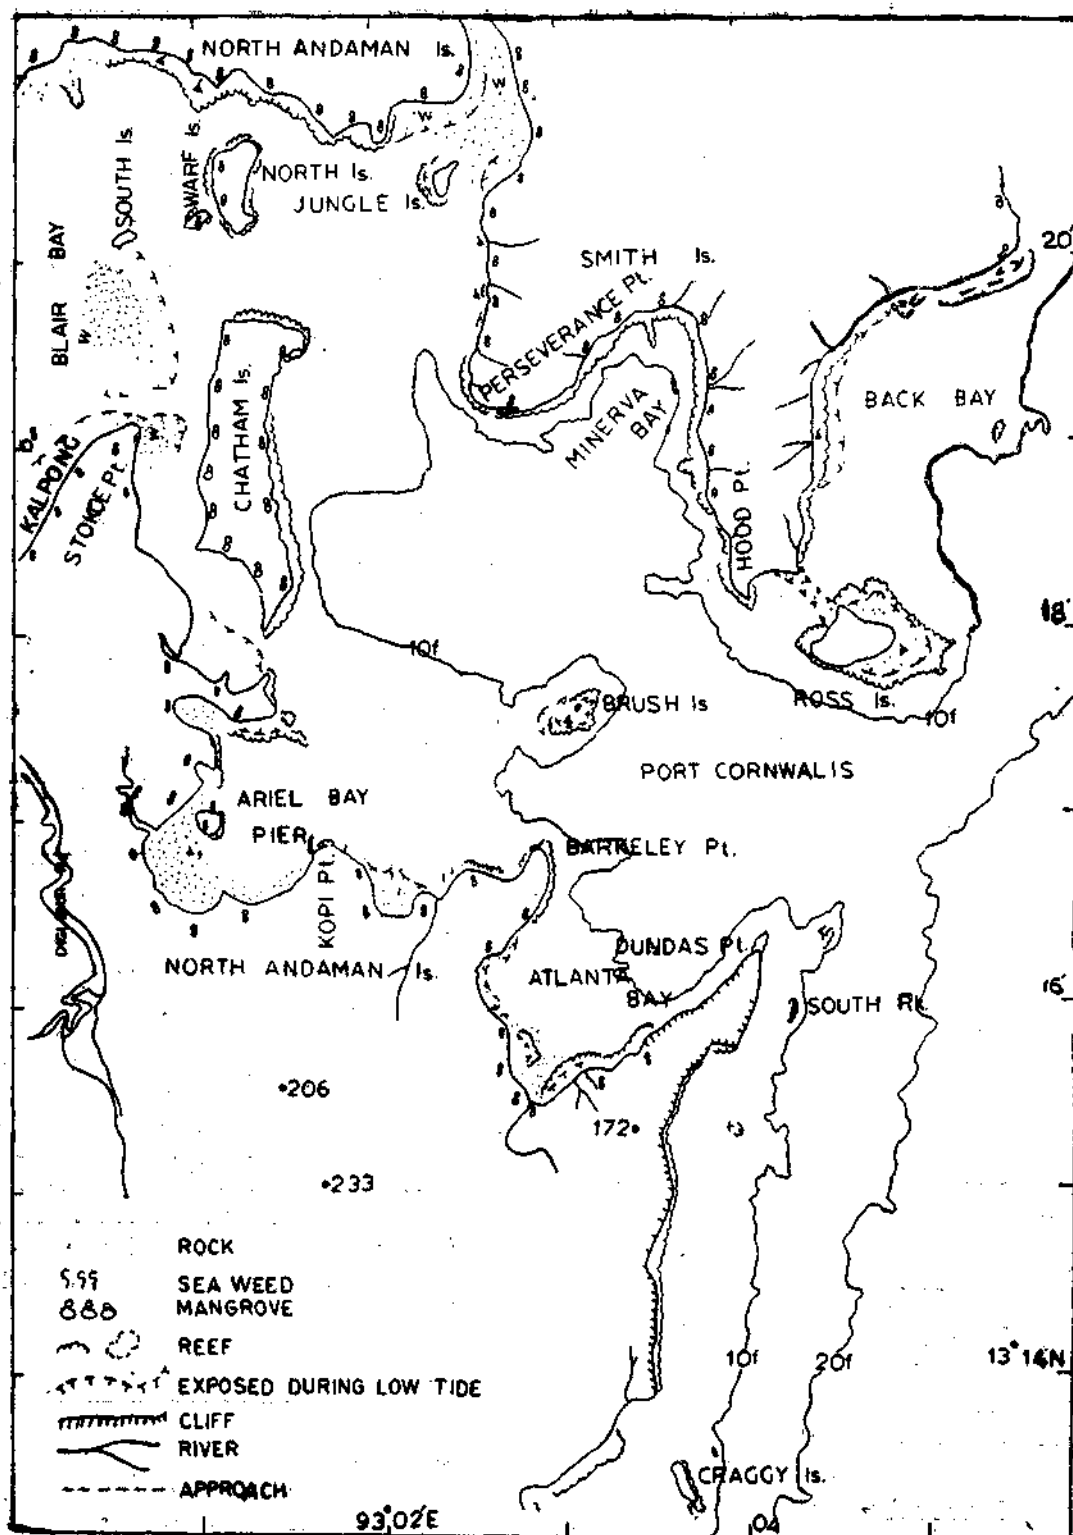 NORTH ANDAMAN Is.
SOUTH Is.
DWARF Is.
NORTH Is.
JUNGLE Is.
BLAIR BAY
SMITH Is.
20'
PERSEVERANCE Pt.
CHATHAM Is.
MINERVA
BAY
BACK BAY
KALPONG
STOKOE Pt.
HOOD Pt.
18'
10f
BRUSH Is
ROSS Is.
10f
PORT CORNWALIS
ARIEL BAY
PIER
BARKELEY Pt.
KOPI Pt.
NORTH ANDAMAN Is.
DUNDAS Pt.
ATLANTA
BAY
16'
SOUTH Rk.
206
172
+3
233
ROCK
SEA WEED
MANGROVE
REEF
EXPOSED DURING LOW TIDE
CLIFF
RIVER
APPROACH
10f
20f
13° 14'N
CRAGGY Is.
93°02'E
04